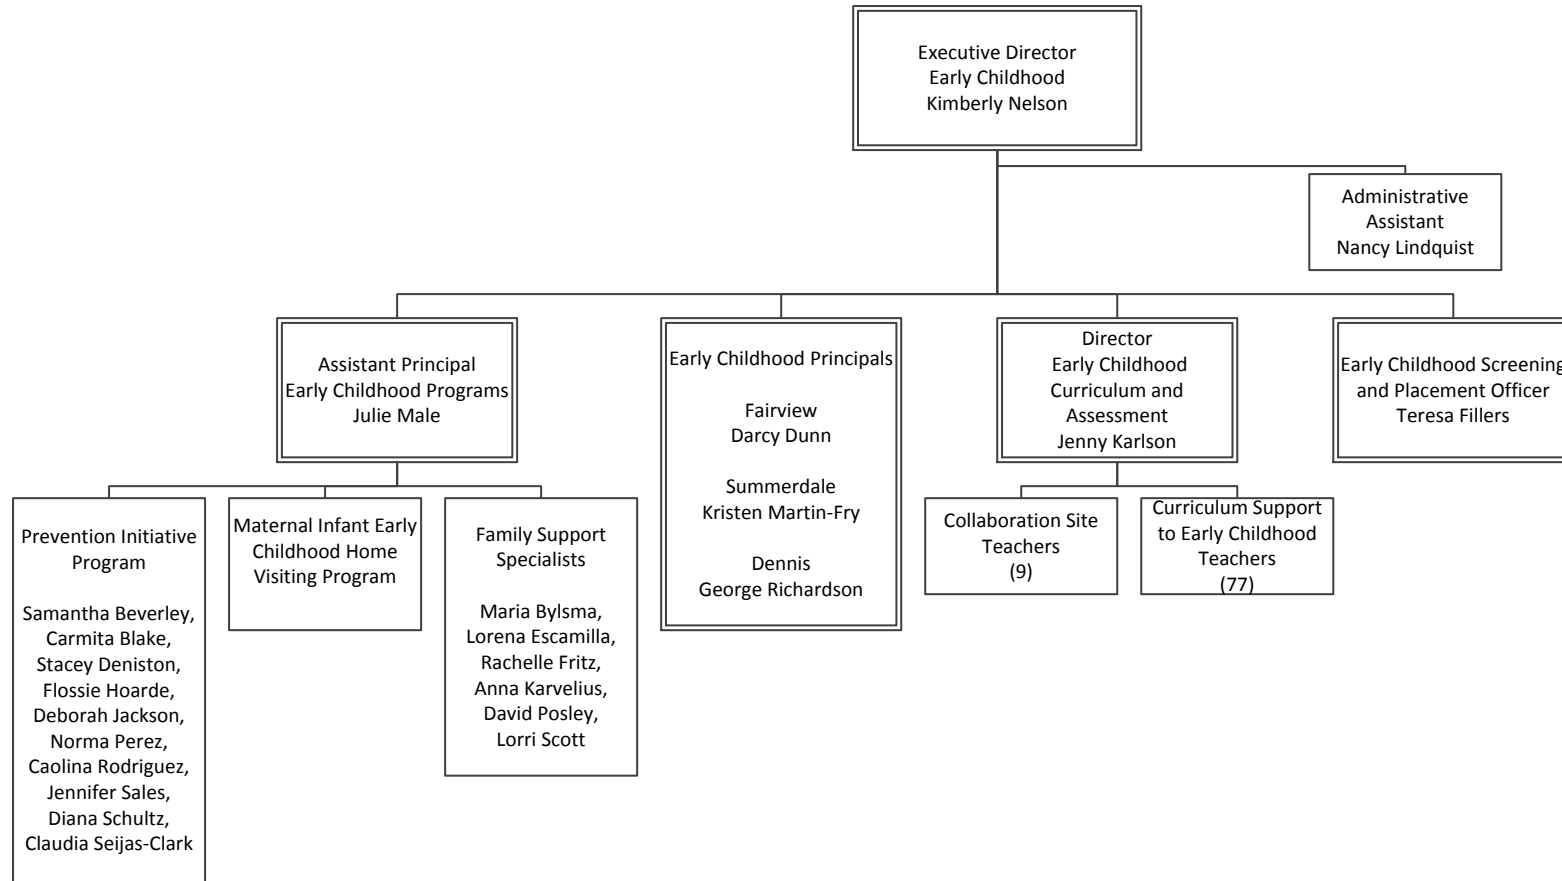 Executive Director
Early Childhood
Kimberly Nelson
Administrative
Assistant
Nancy Lindquist
Assistant Principal
Early Childhood Programs
Julie Male
Early Childhood Principals
Fairview
Darcy Dunn
Summerdale
Kristen Martin-Fry
Dennis
George Richardson
Director
Early Childhood
Curriculum and
Assessment
Jenny Karlson
Early Childhood Screening
and Placement Officer
Teresa Fillers
Prevention Initiative
Program
Samantha Beverley,
Carmita Blake,
Stacey Deniston,
Flossie Hoarde,
Deborah Jackson,
Norma Perez,
Caolina Rodriguez,
Jennifer Sales,
Diana Schultz,
Claudia Seijas-Clark
Maternal Infant Early
Childhood Home
Visiting Program
Family Support
Specialists
Maria Bylsma,
Lorena Escamilla,
Rachelle Fritz,
Anna Karvelius,
David Posley,
Lorri Scott
Collaboration Site
Teachers
(9)
Curriculum Support
to Early Childhood
Teachers
(77)